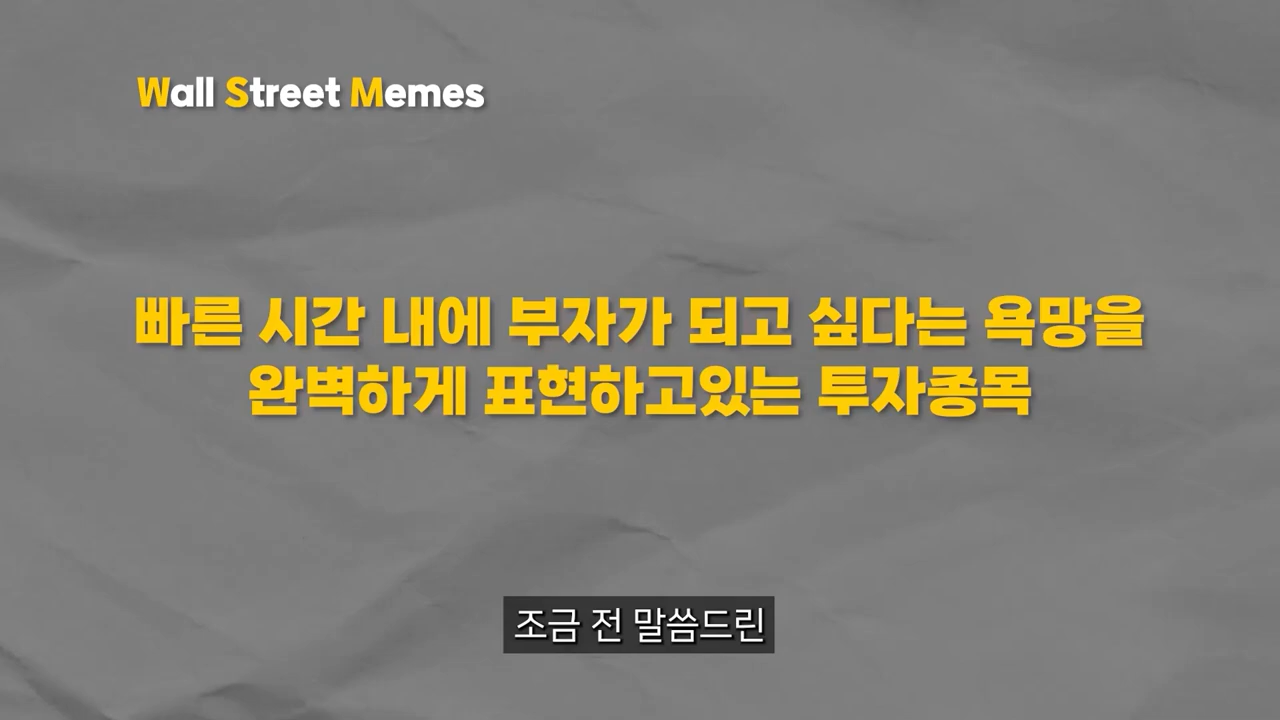 Wall Street Memes
빠른 시간 내에 부자가 되고 싶다는 욕망을
완벽하게 표현하고있는 투자종목
조금 전 말씀드린